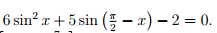 6 sin² x + 5 sin (π/2 − x) − 2 = 0.